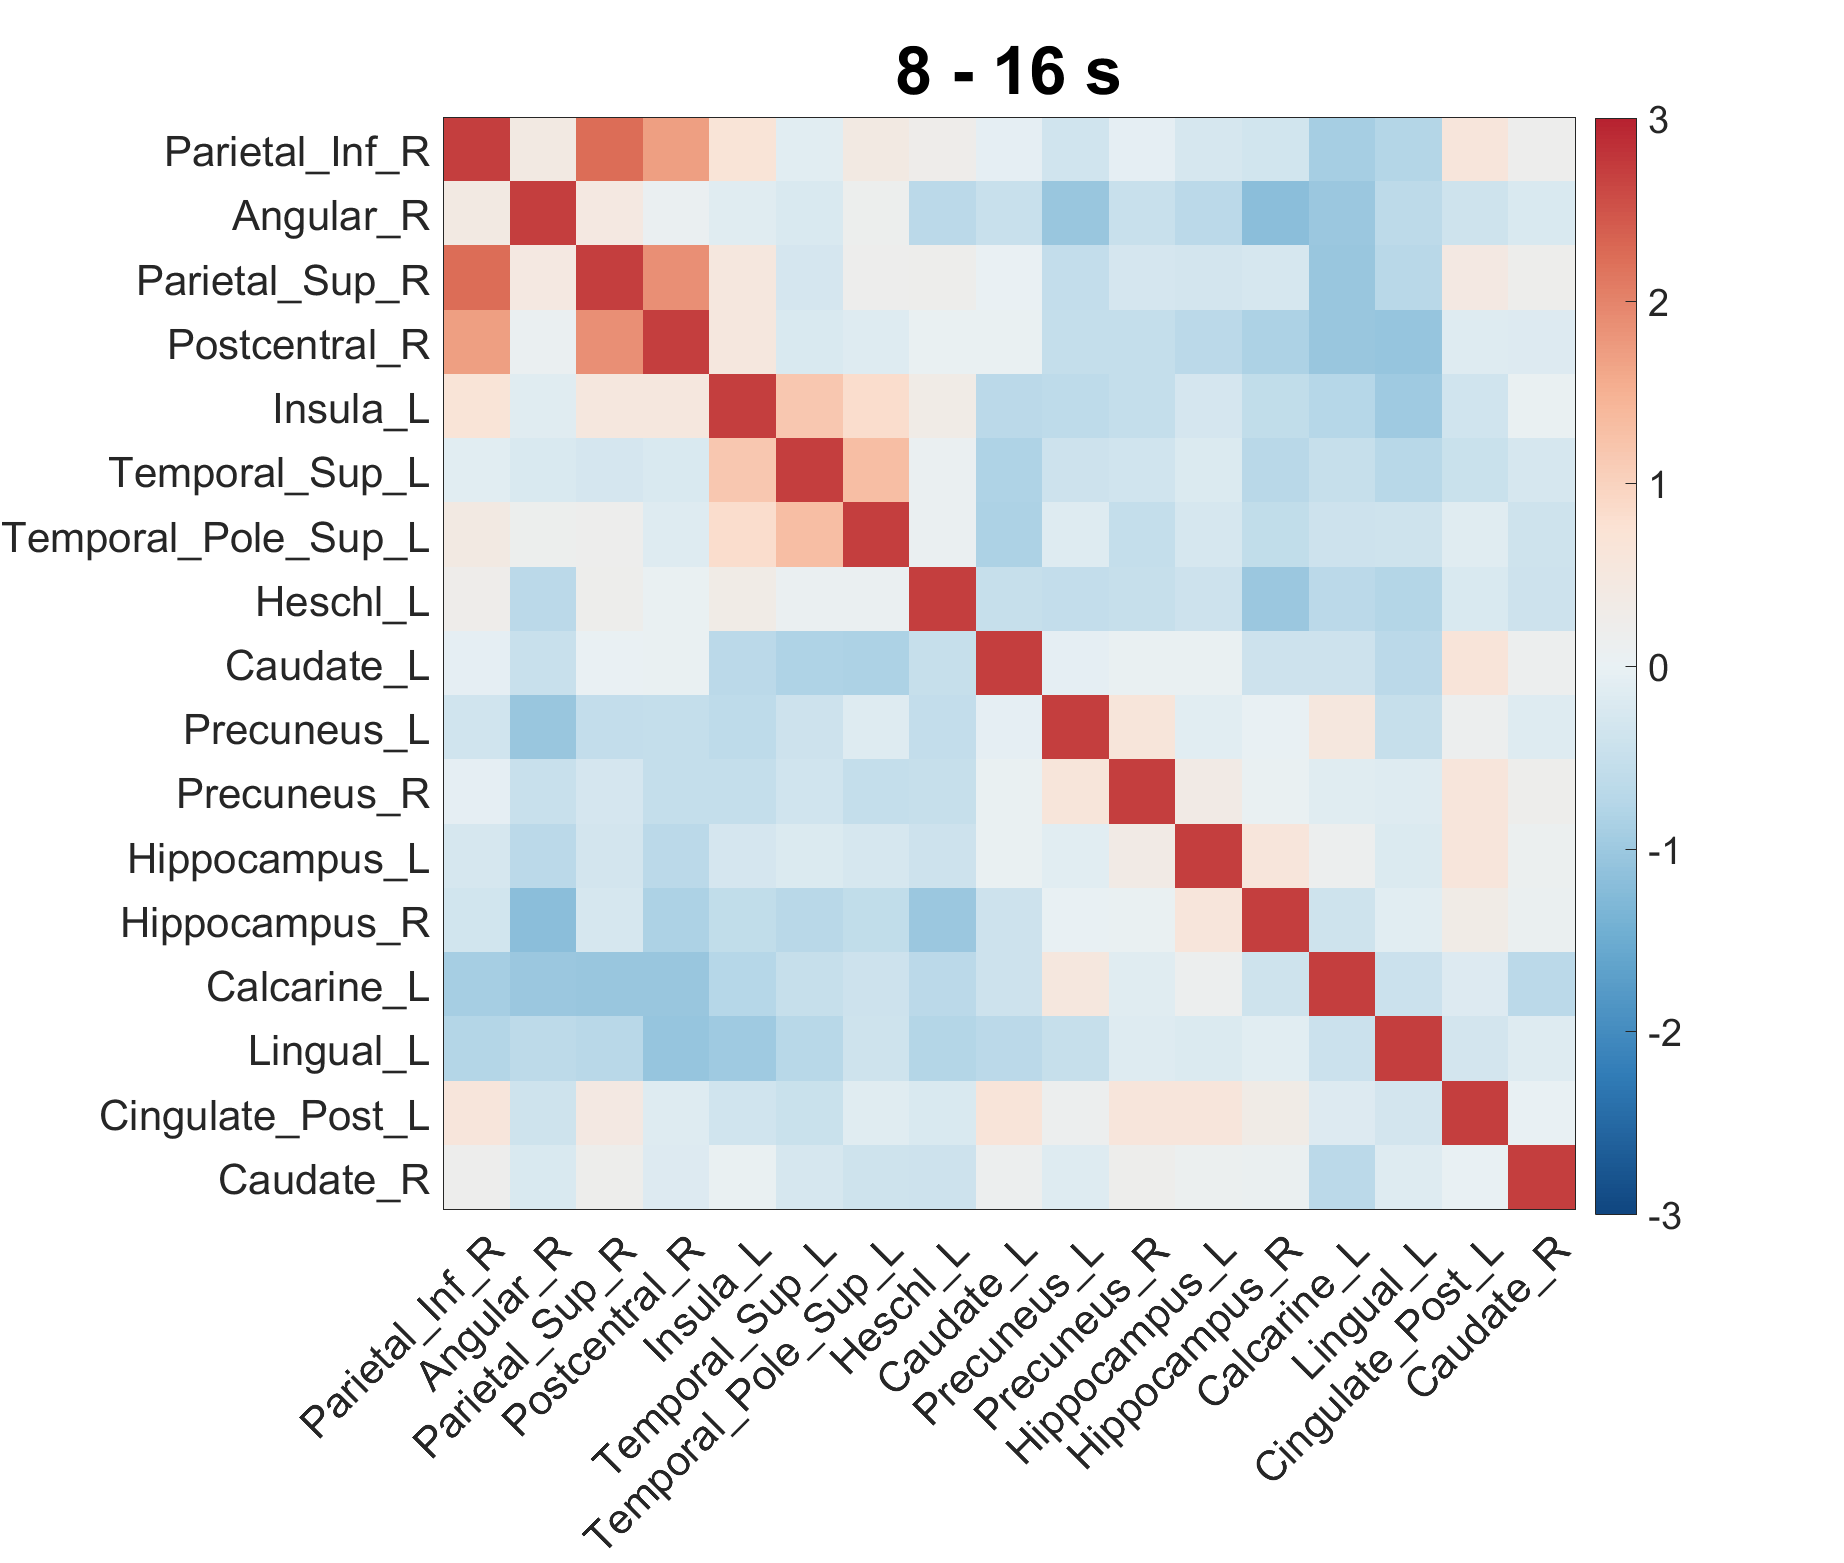 8 - 16 s
Parietal_Inf_R
Angular_R
Parietal_Sup_R
Postcentral_R
Insula_L
Temporal_Sup_L
Temporal_Pole_Sup_L
Heschl_L
Caudate_L
Precuneus_L
Precuneus_R
Hippocampus_L
Hippocampus_R
Calcarine_L
Lingual_L
Cingulate_Post_L
Caudate_R
3
2
1
0
-1
-2
-3
Parietal_Inf_R
Angular_R
Parietal_Sup_R
Postcentral_R
Insula_L
Temporal_Sup_L
Temporal_Pole_Sup_L
Heschl_L
Caudate_L
Precuneus_L
Precuneus_R
Hippocampus_L
Hippocampus_R
Calcarine_L
Lingual_L
Cingulate_Post_L
Caudate_R